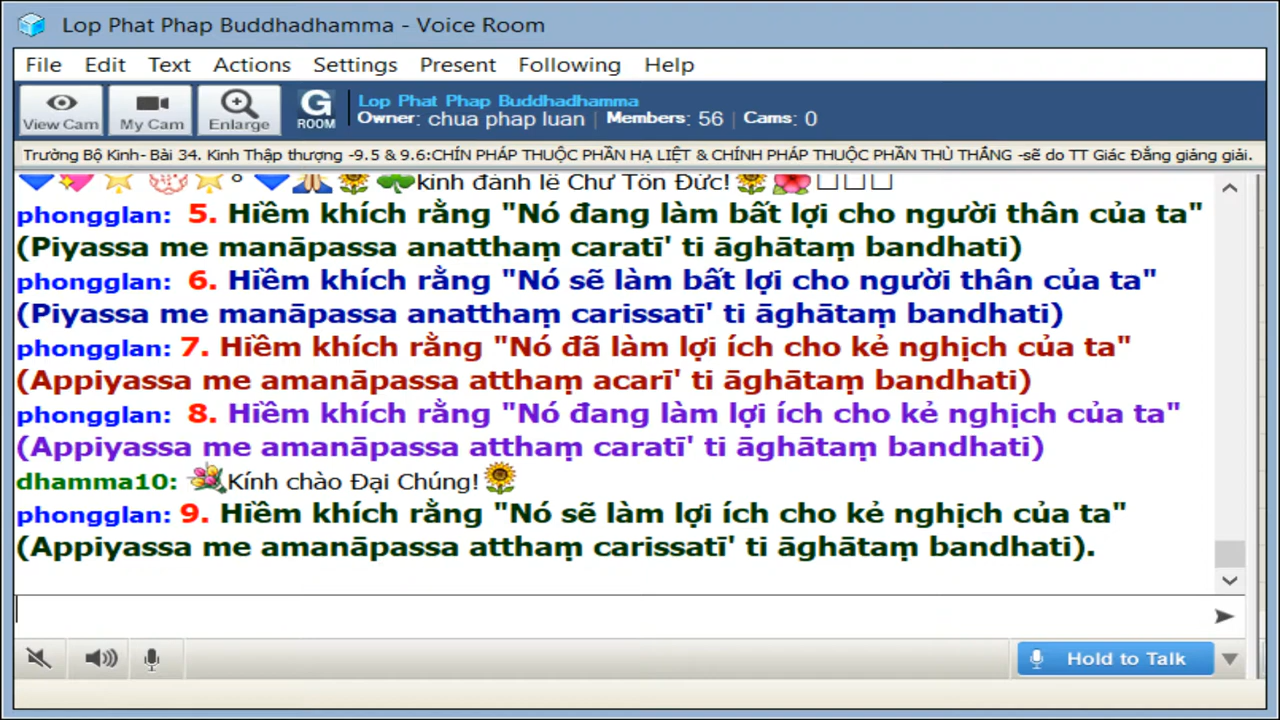 Lop Phat Phap Buddhadhamma - Voice Room
File Edit Text Actions Settings Present Following Help
View Cam My Cam Enlarge G ROOM
Lop Phat Phap Buddhadhamma
Owner: chua phap luan | Members: 56 | Cams: 0
Trường Bộ Kinh- Bài 34. Kinh Thập thượng -9.5 & 9.6:CHÍN PHÁP THUỘC PHẦN HẠ LIỆT & CHÍNH PHÁP THUỘC PHẦN THÙ THẮNG -sẽ do TT Giác Đẳng giảng giải.
kính đảnh lễ Chư Tôn Đức!
phongglan: 5. Hiềm khích rằng "Nó đang làm bất lợi cho người thân của ta"
(Piyassa me manāpassa anatthaṃ caratī' ti āghātaṃ bandhati)
phongglan: 6. Hiềm khích rằng "Nó sẽ làm bất lợi cho người thân của ta"
(Piyassa me manāpassa anatthaṃ carissatī' ti āghātaṃ bandhati)
phongglan: 7. Hiềm khích rằng "Nó đã làm lợi ích cho kẻ nghịch của ta"
(Appiyassa me amanāpassa atthaṃ acarī' ti āghātaṃ bandhati)
phongglan: 8. Hiềm khích rằng "Nó đang làm lợi ích cho kẻ nghịch của ta"
(Appiyassa me amanāpassa atthaṃ caratī' ti āghātaṃ bandhati)
dhamma10: Kính chào Đại Chúng!
phongglan: 9. Hiềm khích rằng "Nó sẽ làm lợi ích cho kẻ nghịch của ta"
(Appiyassa me amanāpassa atthaṃ carissatī' ti āghātaṃ bandhati).
Hold to Talk